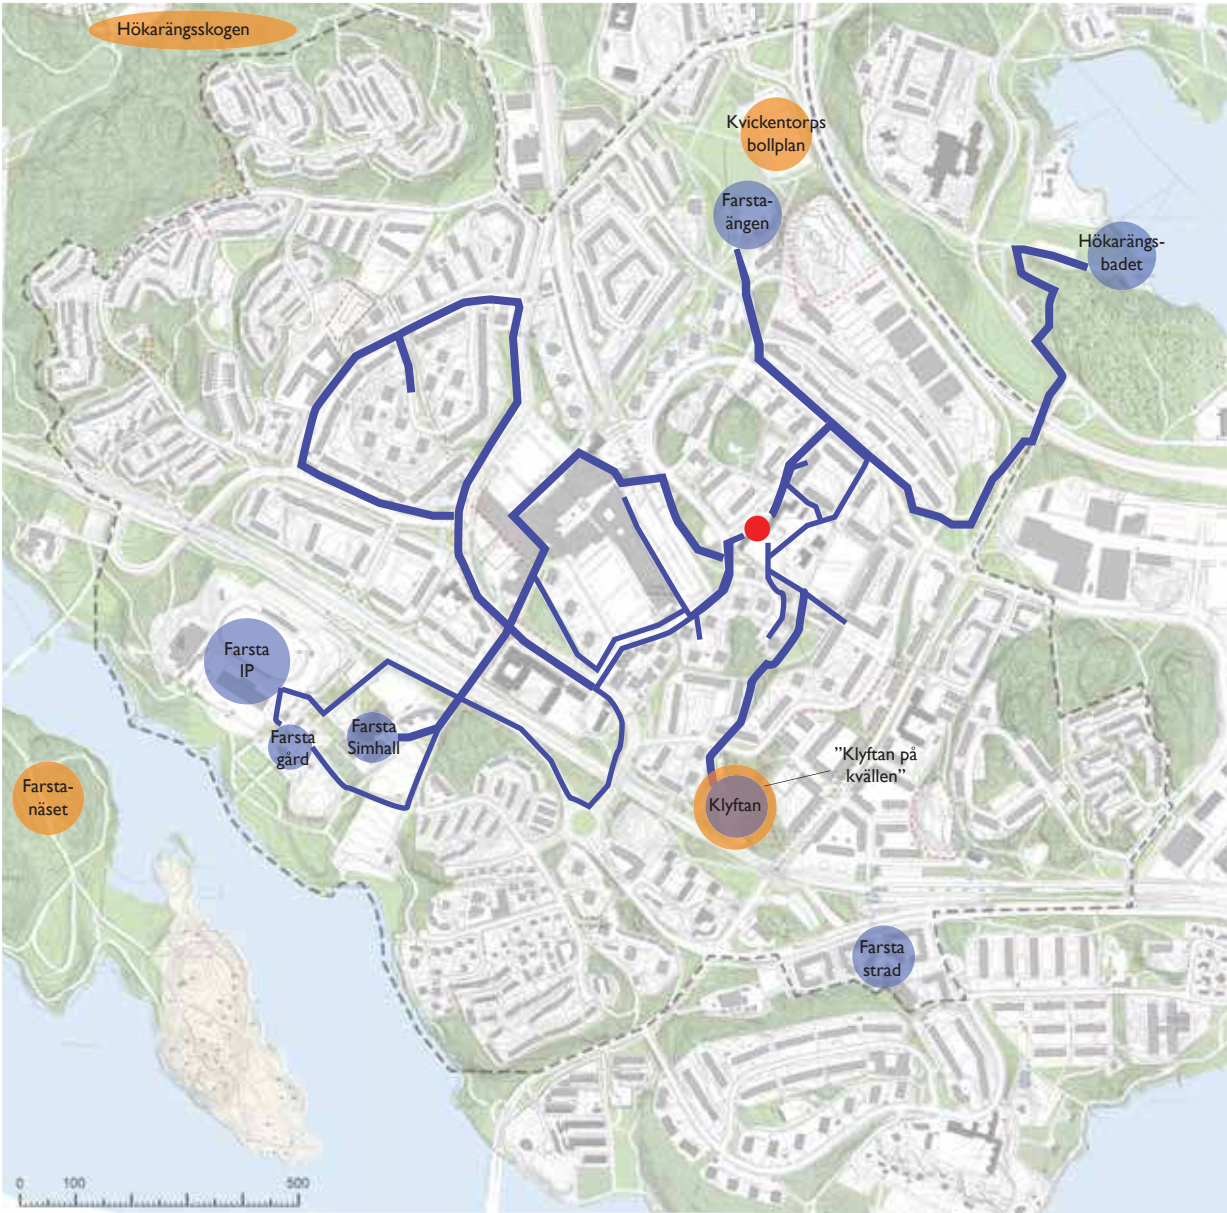 Hökarängsskogen
Kvickentorps
bollplan
Farsta-
ängen
Hökarängs-
badet
Farsta
IP
Farsta
gård
Farsta
Simhall
Farsta-
näset
”Klyftan på
kvällen”
Klyftan
Farsta
strad
0 100 500